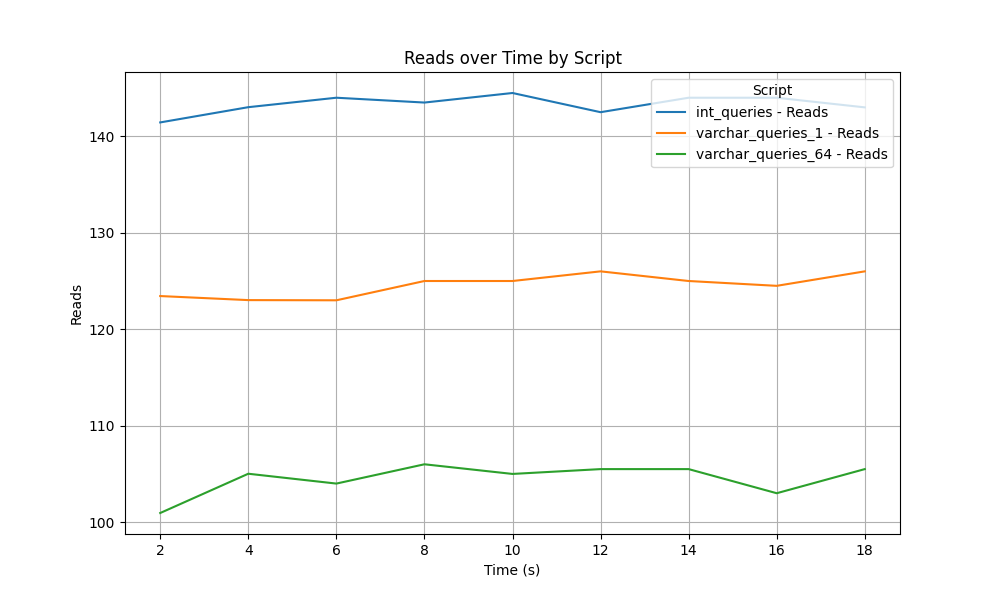 Reads over Time by Script
Script
int_queries - Reads
varchar_queries_1 - Reads
varchar_queries_64 - Reads
Reads
140
130
120
110
100
2 4 6 8 10 12 14 16 18
Time (s)